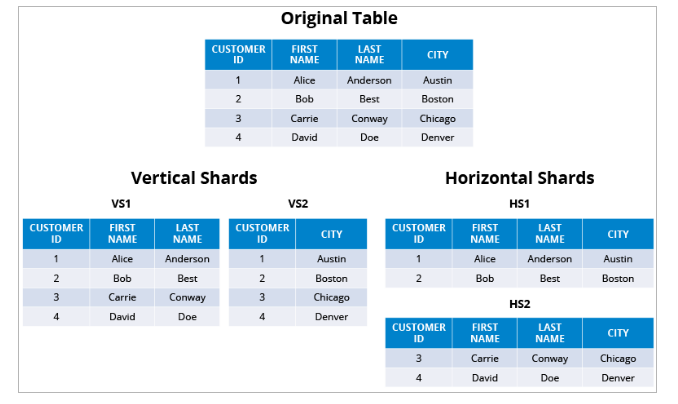 Original Table
CUSTOMER ID FIRST NAME LAST NAME CITY
1 Alice Anderson Austin
2 Bob Best Boston
3 Carrie Conway Chicago
4 David Doe Denver
Vertical Shards
VS1
CUSTOMER ID FIRST NAME LAST NAME
1 Alice Anderson
2 Bob Best
3 Carrie Conway
4 David Doe
VS2
CUSTOMER ID CITY
1 Austin
2 Boston
3 Chicago
4 Denver
Horizontal Shards
HS1
CUSTOMER ID FIRST NAME LAST NAME CITY
1 Alice Anderson Austin
2 Bob Best Boston
HS2
CUSTOMER ID FIRST NAME LAST NAME CITY
3 Carrie Conway Chicago
4 David Doe Denver